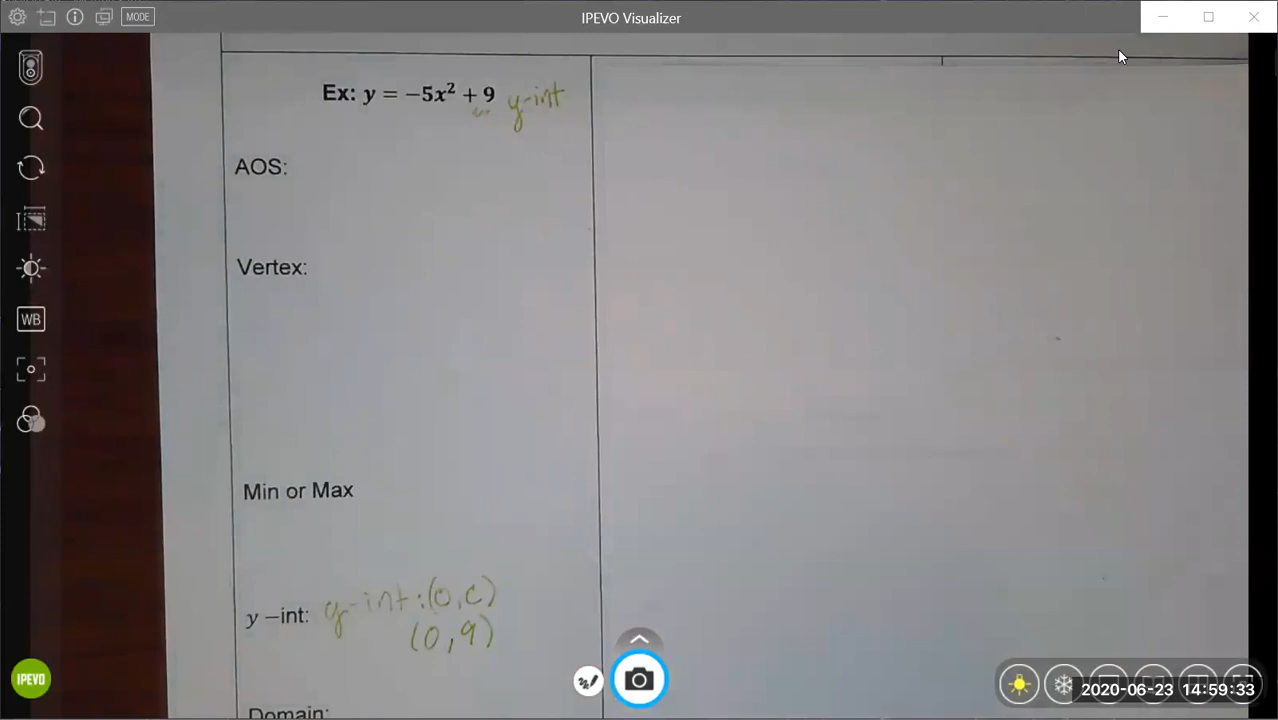 MODE
IPEVO Visualizer
Ex: y = −5x² + 9 y-int
AOS:
Vertex:
WB
Min or Max
y −int: y-int:(0,C)
(0,9)
IPEVO
2020-06-23 14:59:33
Domain: